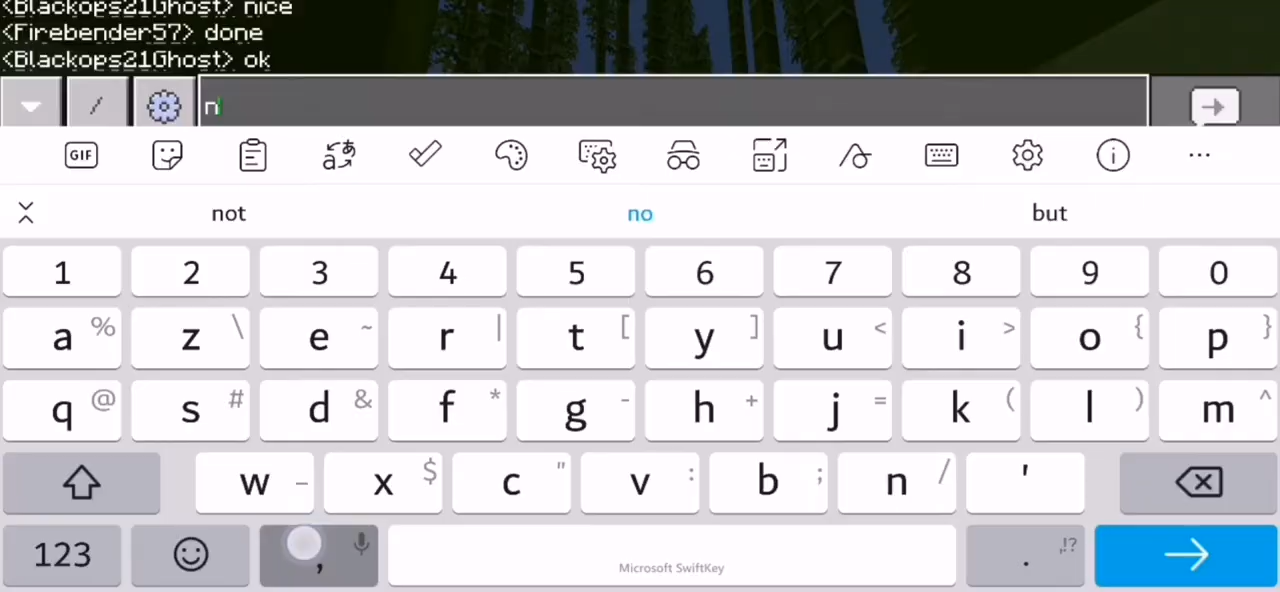 <Blackops21Ghost> nice
<Firebender57> done
<Blackops21Ghost> ok
/ n
GIF
not no but
1 2 3 4 5 6 7 8 9 0
a % z \ e ~ r | t [ y ] u < i > o { p }
q @ s # d & f * g - h + j = k ( l ) m ^
w _ x $ c " v : b ; n / '
123 , Microsoft SwiftKey . ,!?